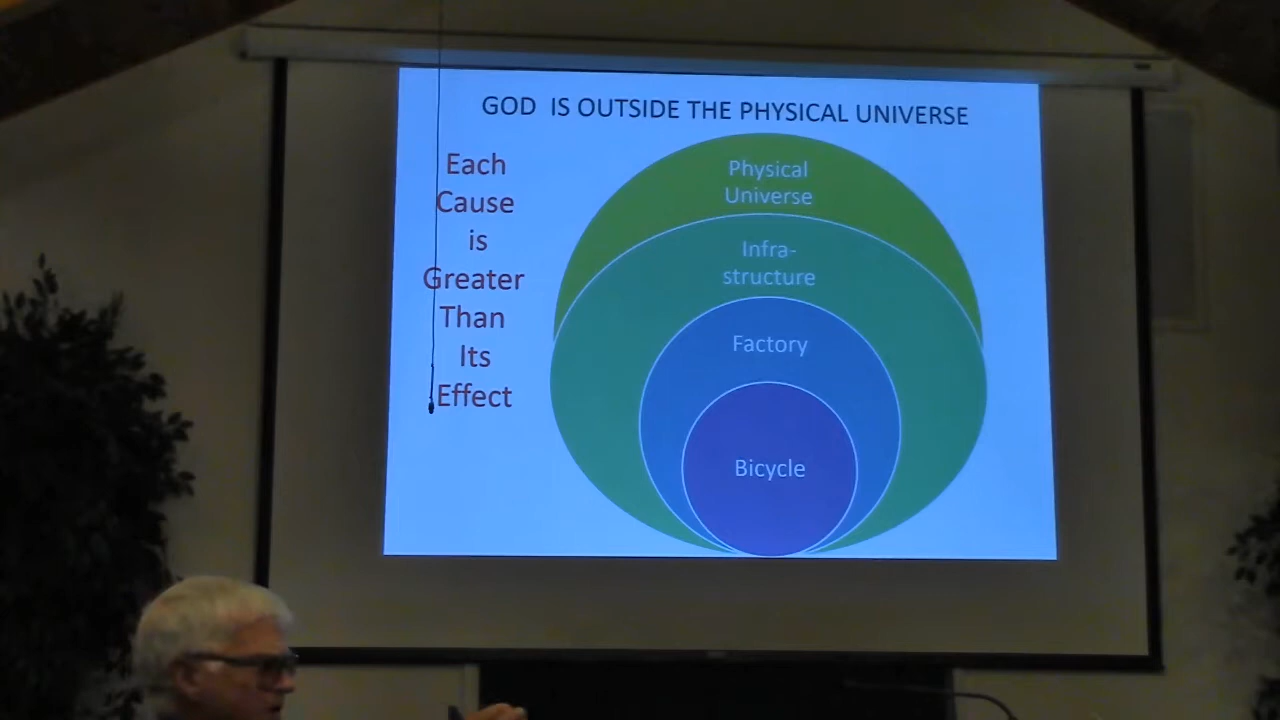 GOD  IS OUTSIDE THE PHYSICAL UNIVERSE
Each
Cause
is
Greater
Than
Its
Effect
Physical
Universe
Infra-
structure
Factory
Bicycle